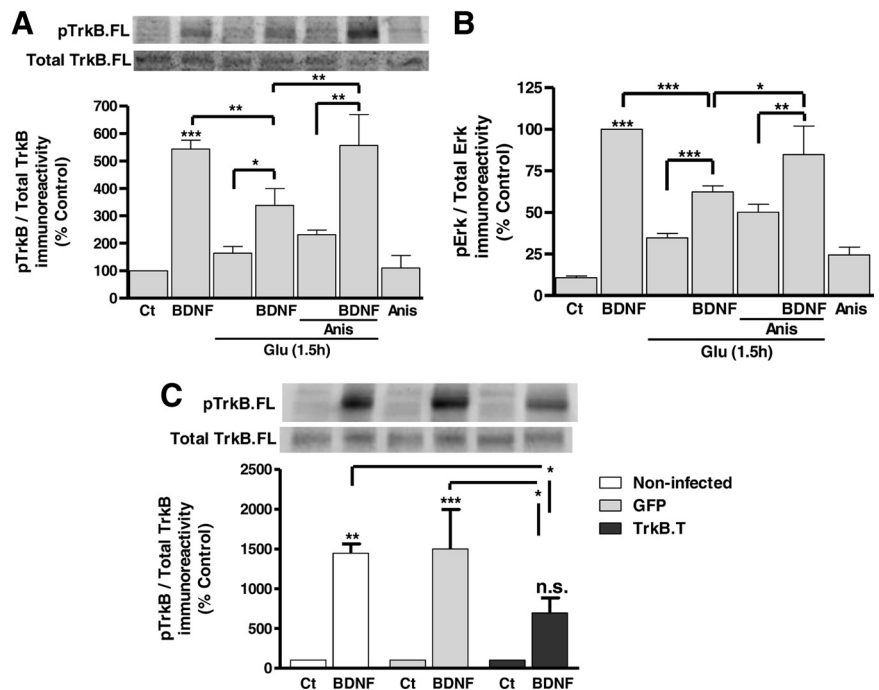 A
pTrkB.FL
Total TrkB.FL
pTrkB / Total TrkB
immunoreactivity
(% Control)
700
600
500
400
300
200
100
0
***
**
*
**
**
Ct BDNF BDNF BDNF Anis
Anis
Glu (1.5h)
B
pErk / Total Erk
immunoreactivity
(% Control)
125
100
75
50
25
0
***
***
***
*
**
Ct BDNF BDNF BDNF Anis
Anis
Glu (1.5h)
C
pTrkB.FL
Total TrkB.FL
pTrkB / Total TrkB
immunoreactivity
(% Control)
2500
2000
1500
1000
500
0
**
***
*
*
n.s.
Ct BDNF Ct BDNF Ct BDNF
Non-infected
GFP
TrkB.T